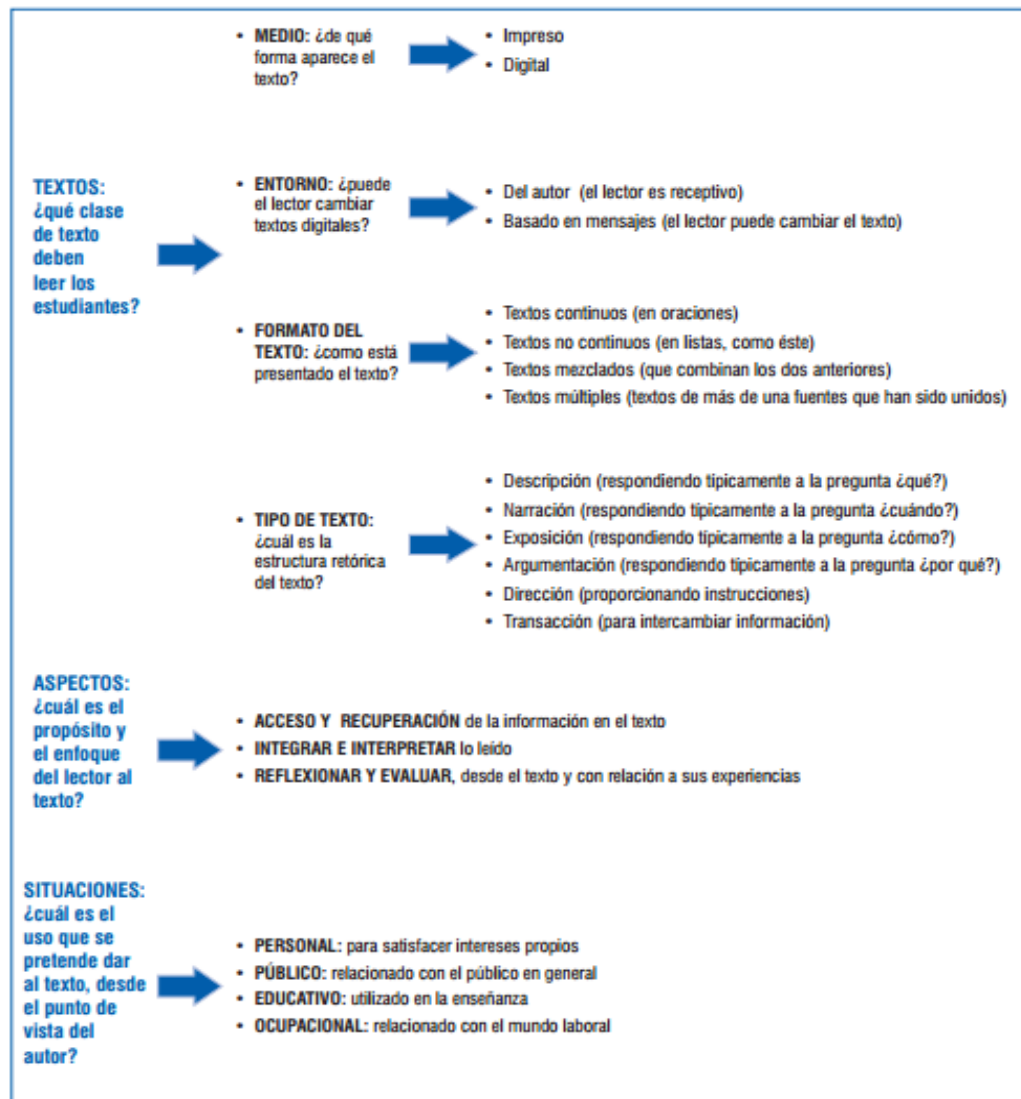 • MEDIO: ¿de qué
forma aparece el
texto?
• Impreso
• Digital
TEXTOS:
¿qué clase
de texto
deben
leer los
estudiantes?
• ENTORNO: ¿puede
el lector cambiar
textos digitales?
• Del autor (el lector es receptivo)
• Basado en mensajes (el lector puede cambiar el texto)
• FORMATO DEL
TEXTO: ¿como está
presentado el texto?
• Textos continuos (en oraciones)
• Textos no continuos (en listas, como éste)
• Textos mezclados (que combinan los dos anteriores)
• Textos múltiples (textos de más de una fuentes que han sido unidos)
• TIPO DE TEXTO:
¿cuál es la
estructura retórica
del texto?
• Descripción (respondiendo típicamente a la pregunta ¿qué?)
• Narración (respondiendo típicamente a la pregunta ¿cuándo?)
• Exposición (respondiendo típicamente a la pregunta ¿cómo?)
• Argumentación (respondiendo típicamente a la pregunta ¿por qué?)
• Dirección (proporcionando instrucciones)
• Transacción (para intercambiar información)
ASPECTOS:
¿cuál es el
propósito y
el enfoque
del lector al
texto?
• ACCESO Y RECUPERACIÓN de la información en el texto
• INTEGRAR E INTERPRETAR lo leído
• REFLEXIONAR Y EVALUAR, desde el texto y con relación a sus experiencias
SITUACIONES:
¿cuál es el
uso que se
pretende dar
al texto, desde
el punto de
vista del
autor?
• PERSONAL: para satisfacer intereses propios
• PÚBLICO: relacionado con el público en general
• EDUCATIVO: utilizado en la enseñanza
• OCUPACIONAL: relacionado con el mundo laboral